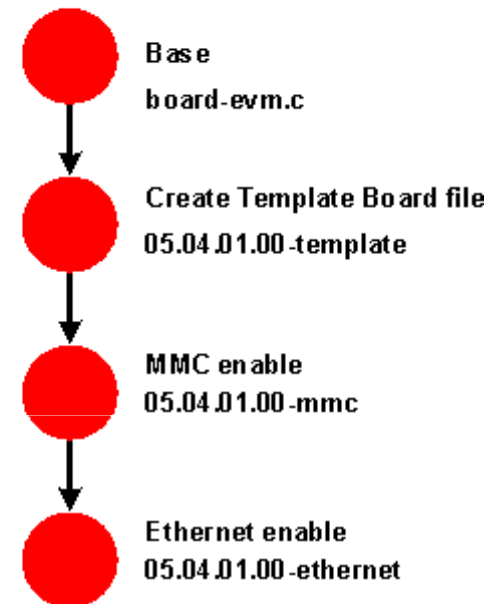 Base
board-evm.c
Create Template Board file
05.04.01.00-template
MMC enable
05.04.01.00-mmc
Ethernet enable
05.04.01.00-ethernet